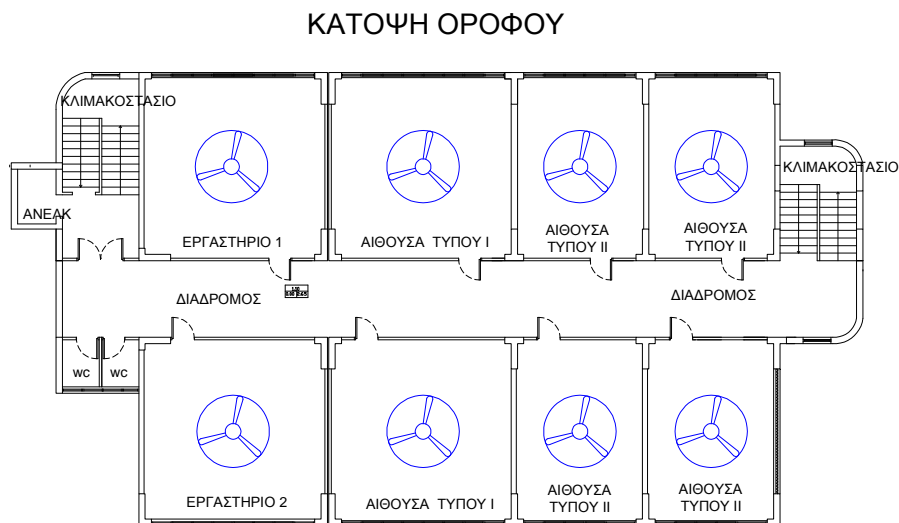 ΚΑΤΟΨΗ ΟΡΟΦΟΥ
ΚΛΙΜΑΚΟΣΤΑΣΙΟ
ΚΛΙΜΑΚΟΣΤΑΣΙΟ
ΑΝΕΛΚ
ΕΡΓΑΣΤΗΡΙΟ 1
ΑΙΘΟΥΣΑ ΤΥΠΟΥ Ι
ΑΙΘΟΥΣΑ
ΤΥΠΟΥ ΙΙ
ΑΙΘΟΥΣΑ
ΤΥΠΟΥ ΙΙ
ΔΙΑΔΡΟΜΟΣ
ΔΙΑΔΡΟΜΟΣ
wc
wc
ΕΡΓΑΣΤΗΡΙΟ 2
ΑΙΘΟΥΣΑ ΤΥΠΟΥ Ι
ΑΙΘΟΥΣΑ
ΤΥΠΟΥ ΙΙ
ΑΙΘΟΥΣΑ
ΤΥΠΟΥ ΙΙ